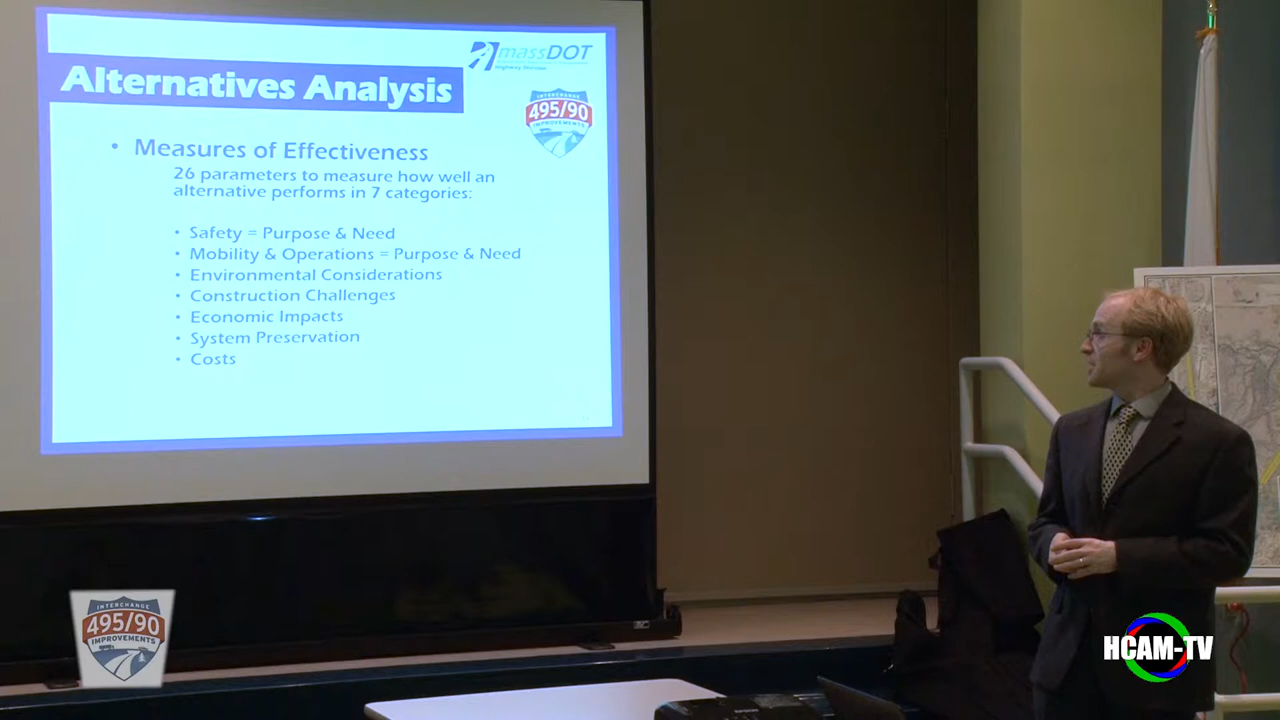 massDOT
Highway Division
Alternatives Analysis
INTERCHANGE
495/90
IMPROVEMENTS
• Measures of Effectiveness
26 parameters to measure how well an
alternative performs in 7 categories:
• Safety = Purpose & Need
• Mobility & Operations = Purpose & Need
• Environmental Considerations
• Construction Challenges
• Economic Impacts
• System Preservation
• Costs
INTERCHANGE
495/90
IMPROVEMENTS
HCAM-TV